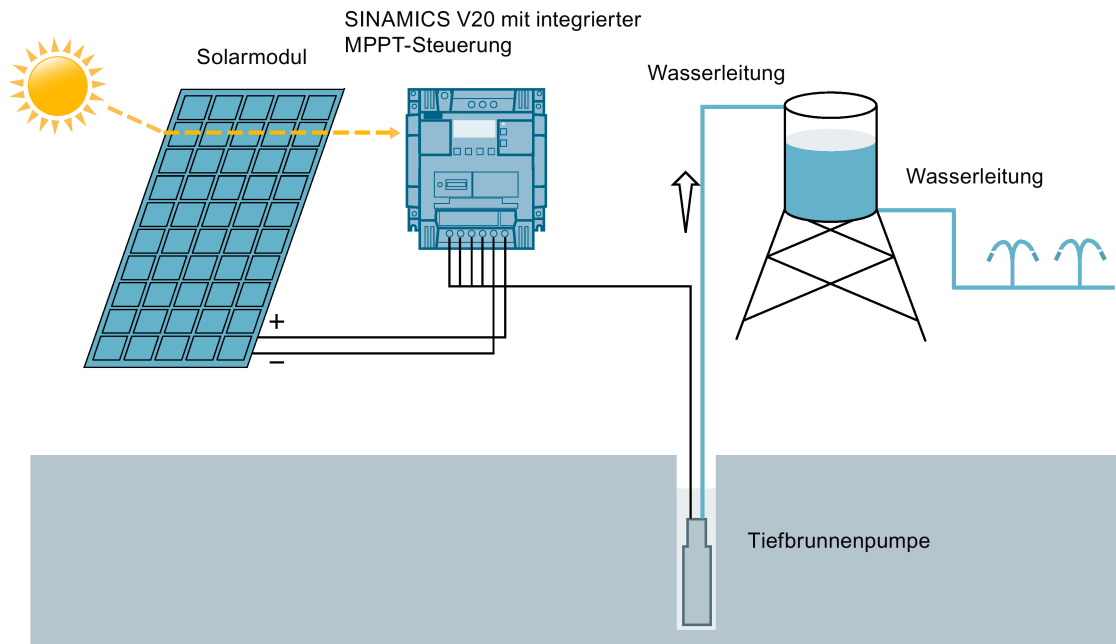 SINAMICS V20 mit integrierter
MPPT-Steuerung
Solarmodul
Wasserleitung
Wasserleitung
+
−
Tiefbrunnenpumpe